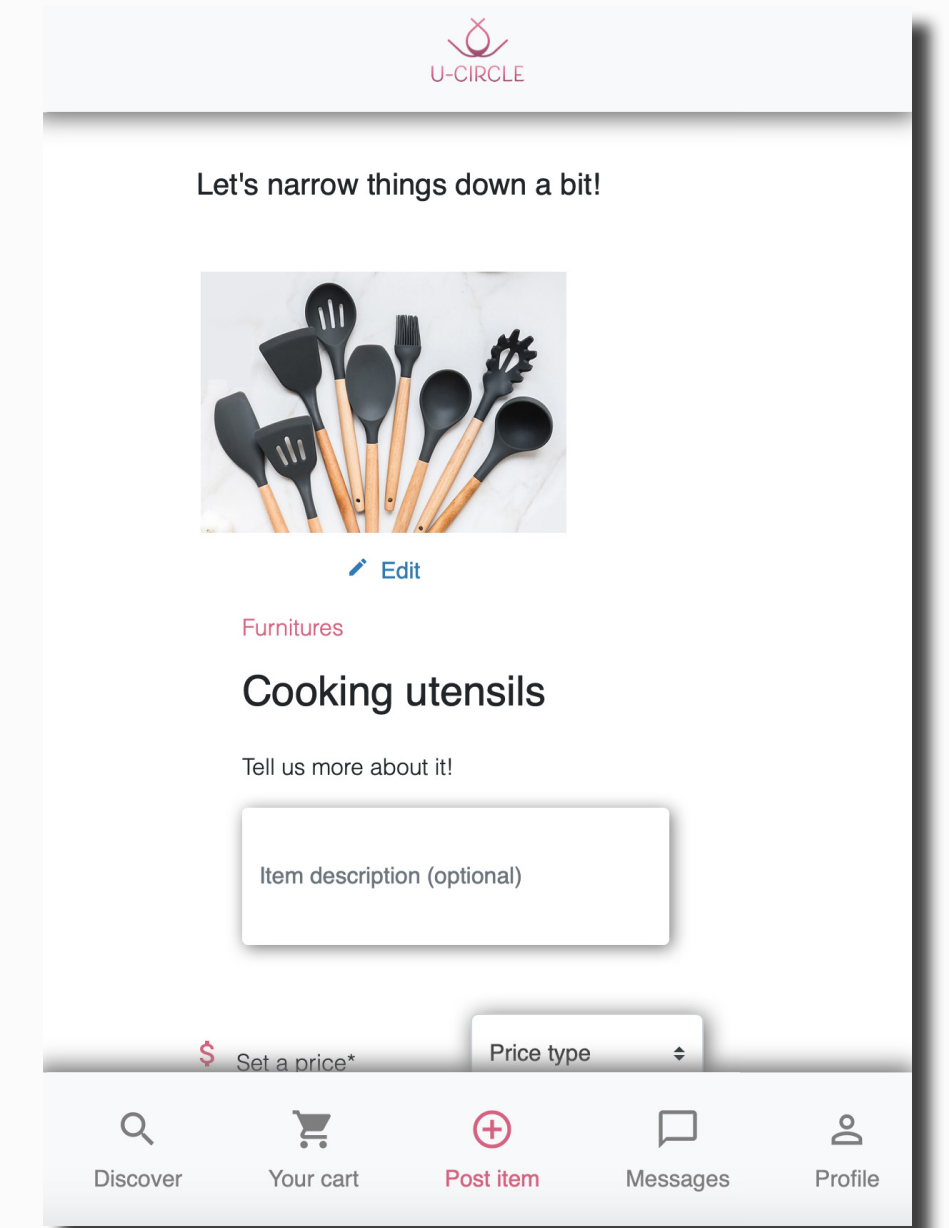 U-CIRCLE
Let's narrow things down a bit!
Edit
Furnitures
Cooking utensils
Tell us more about it!
Item description (optional)
$ Set a price* Price type
Discover Your cart Post item Messages Profile